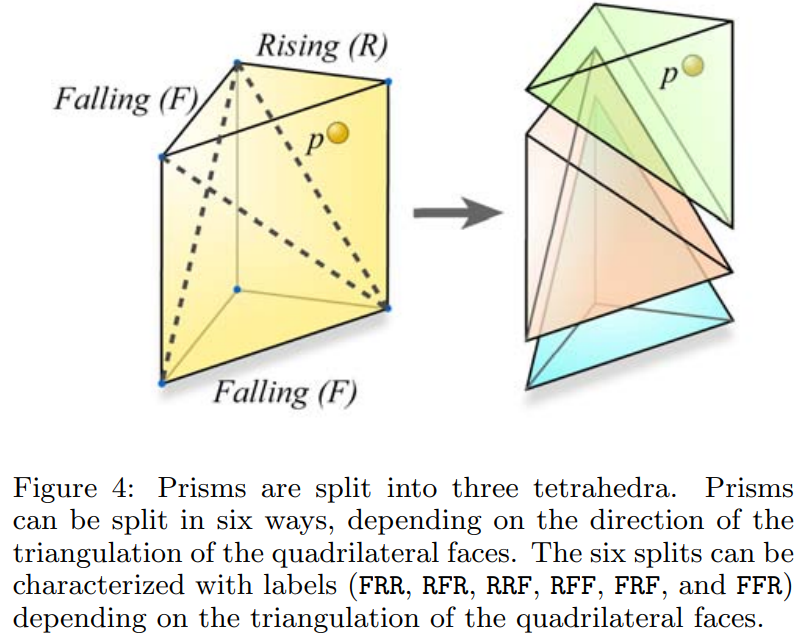 Rising (R)
Falling (F)
p
p
Falling (F)
Figure 4: Prisms are split into three tetrahedra. Prisms
can be split in six ways, depending on the direction of the
triangulation of the quadrilateral faces. The six splits can be
characterized with labels (FRR, RFR, RRF, RFF, FRF, and FFR)
depending on the triangulation of the quadrilateral faces.